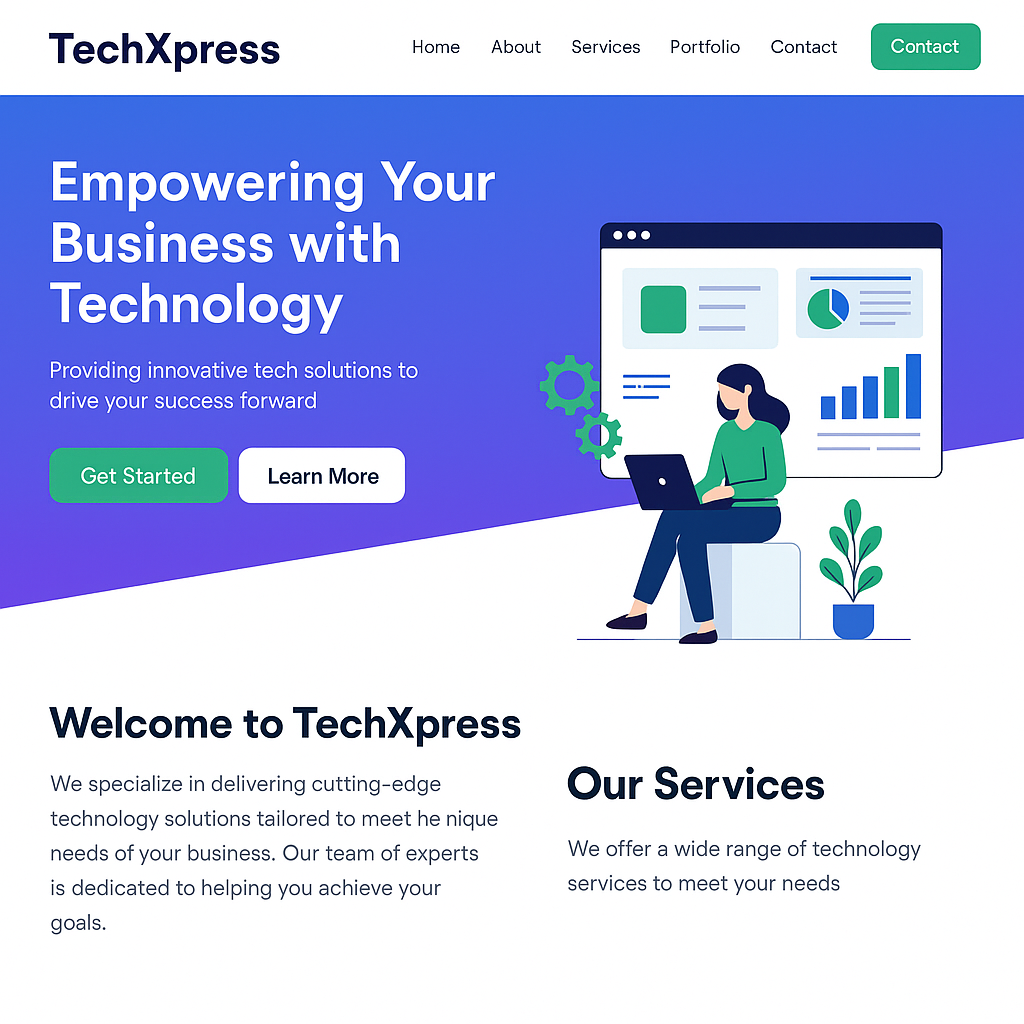 TechXpress
Home About Services Portfolio Contact Contact
Empowering Your
Business with
Technology
Providing innovative tech solutions to
drive your success forward
Get Started Learn More
Welcome to TechXpress
We specialize in delivering cutting-edge
technology solutions tailored to meet he nique
needs of your business. Our team of experts
is dedicated to helping you achieve your
goals.
Our Services
We offer a wide range of technology
services to meet your needs